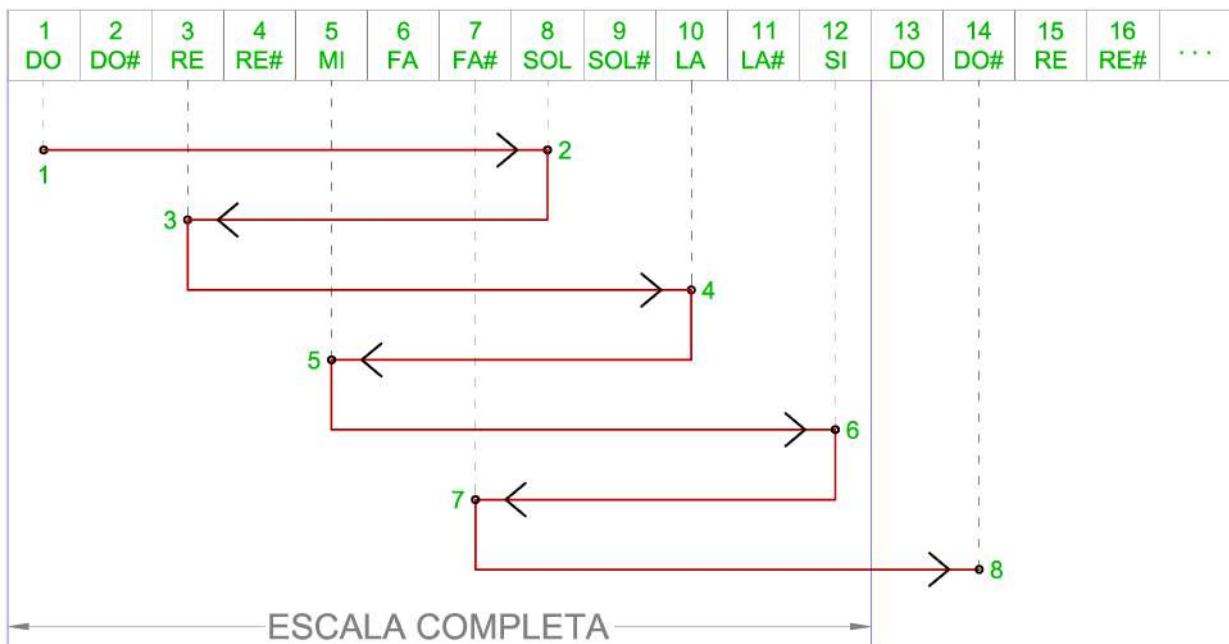 1 2 3 4 5 6 7 8 9 10 11 12 13 14 15 16
DO DO# RE RE# MI FA FA# SOL SOL# LA LA# SI DO DO# RE RE# ...
1 2
3
4
5
6
7
8
ESCALA COMPLETA